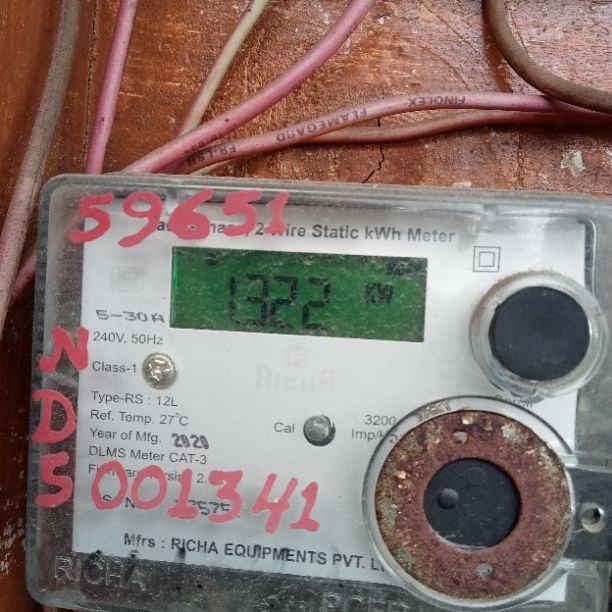 FINOLEX FLAMEGARD FR-LSH
59651
2 Wire Static kWh Meter
1.322 KW
5-30A
240V, 50Hz
N
Class-1
RICHA
Type-RS : 12L
D
Ref. Temp. 27°C
Cal
3200
Year of Mfg. 2020
DLMS Meter CAT-3
S 001341
Mfrs : RICHA EQUIPMENTS PVT.
RICHA